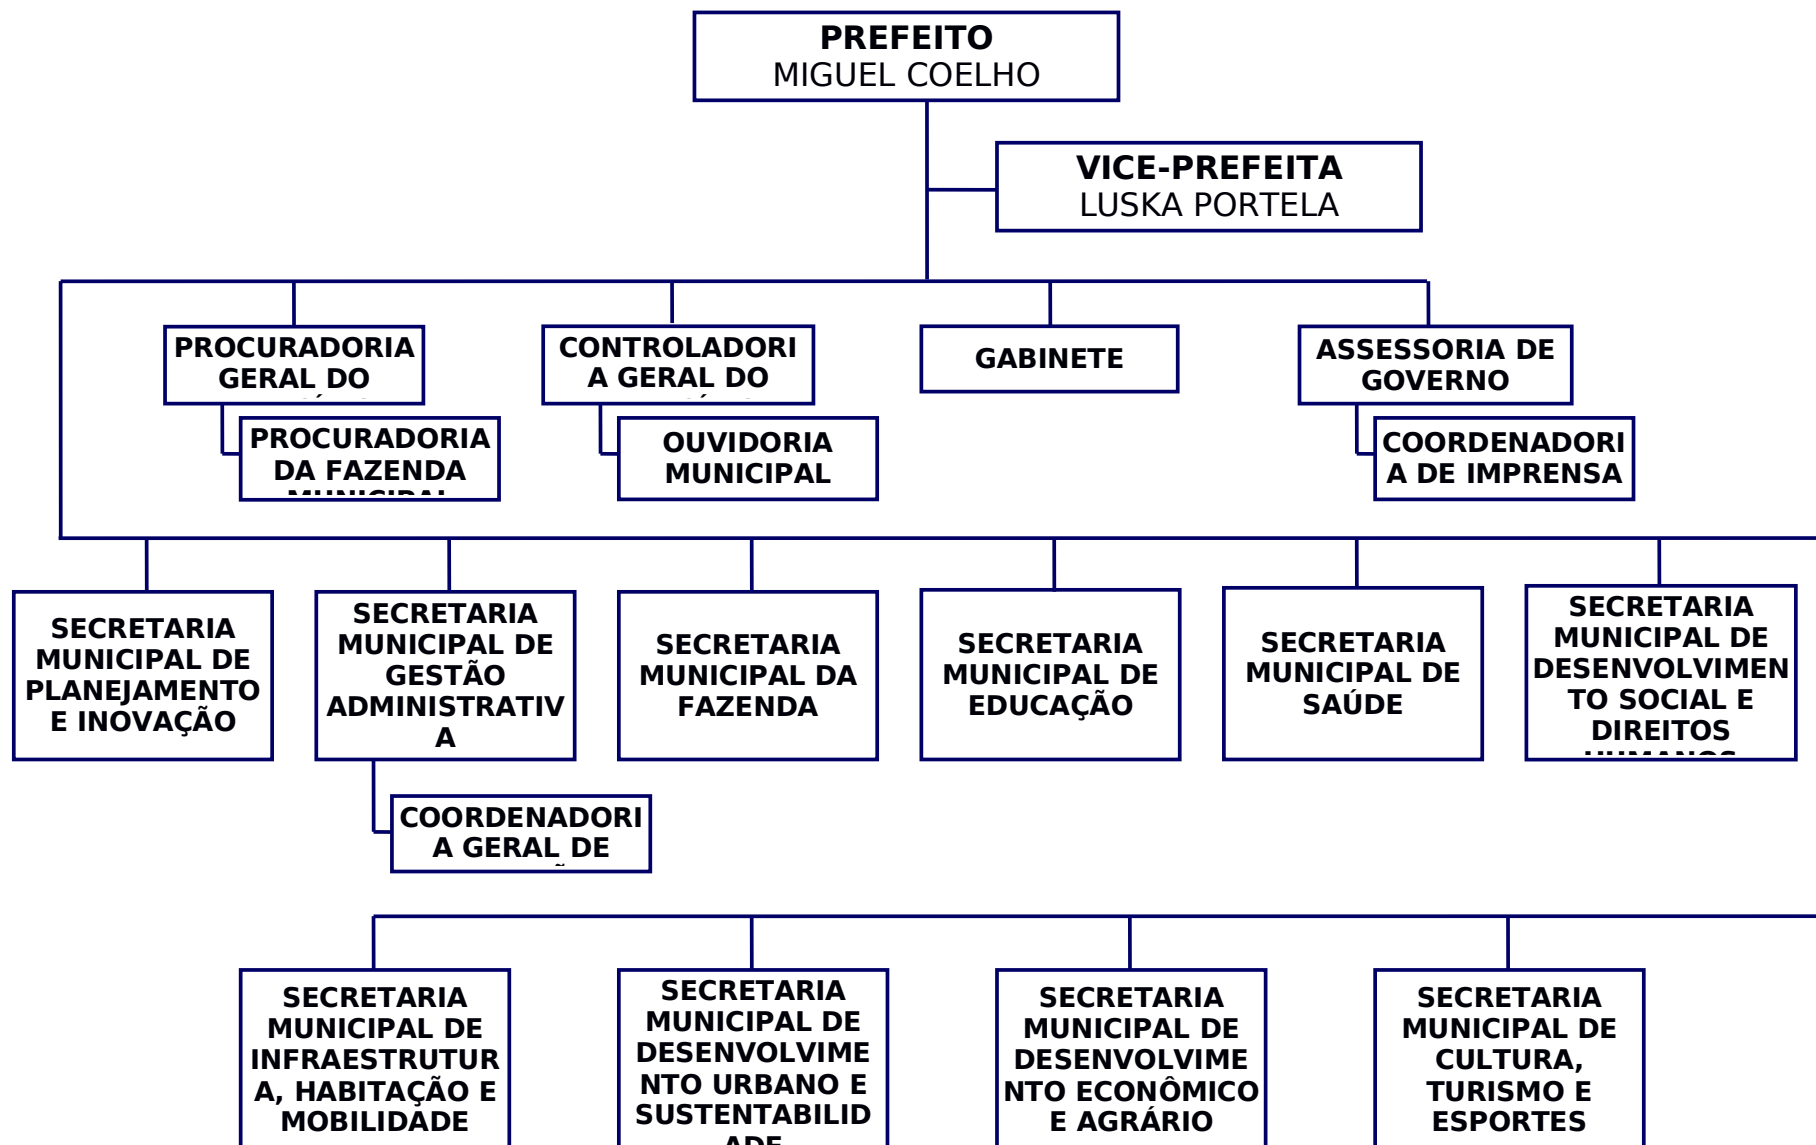 PREFEITO
MIGUEL COELHO
VICE-PREFEITA
LUSKA PORTELA
PROCURADORIA
GERAL DO
CONTROLADORI
A GERAL DO
GABINETE
ASSESSORIA DE
GOVERNO
PROCURADORIA
DA FAZENDA
MUNICIPAL
OUVIDORIA
MUNICIPAL
COORDENADORI
A DE IMPRENSA
SECRETARIA
MUNICIPAL DE
PLANEJAMENTO
E INOVAÇÃO
SECRETARIA
MUNICIPAL DE
GESTÃO
ADMINISTRATIV
A
SECRETARIA
MUNICIPAL DA
FAZENDA
SECRETARIA
MUNICIPAL DE
EDUCAÇÃO
SECRETARIA
MUNICIPAL DE
SAÚDE
SECRETARIA
MUNICIPAL DE
DESENVOLVIMEN
TO SOCIAL E
DIREITOS
HUMANOS
COORDENADORI
A GERAL DE
SECRETARIA
MUNICIPAL DE
INFRAESTRUTUR
A, HABITAÇÃO E
MOBILIDADE
SECRETARIA
MUNICIPAL DE
DESENVOLVIME
NTO URBANO E
SUSTENTABILID
ADE
SECRETARIA
MUNICIPAL DE
DESENVOLVIME
NTO ECONÔMICO
E AGRÁRIO
SECRETARIA
MUNICIPAL DE
CULTURA,
TURISMO E
ESPORTES